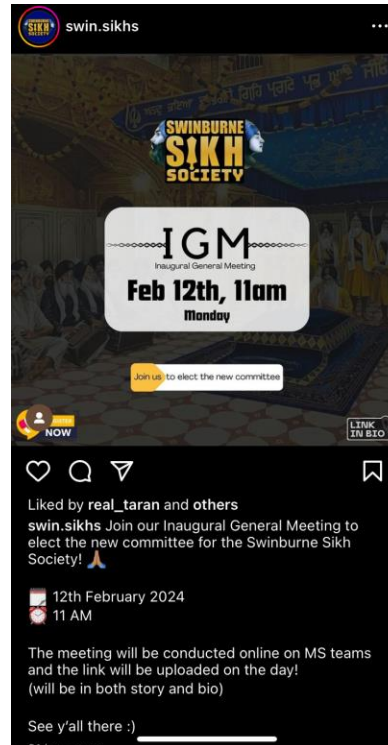 swin.sikhs
SWINBURNE
SIKH
SOCIETY
IGM
Inaugural General Meeting
Feb 12th, 11am
Monday
Join us to elect the new committee
NOW
LINK
IN BIO
Liked by real_taran and others
swin.sikhs Join our Inaugural General Meeting to
elect the new committee for the Swinburne Sikh
Society! 🙏🏽
🗓️ 12th February 2024
⏰ 11 AM
The meeting will be conducted online on MS teams
and the link will be uploaded on the day!
(will be in both story and bio)
See y'all there :)